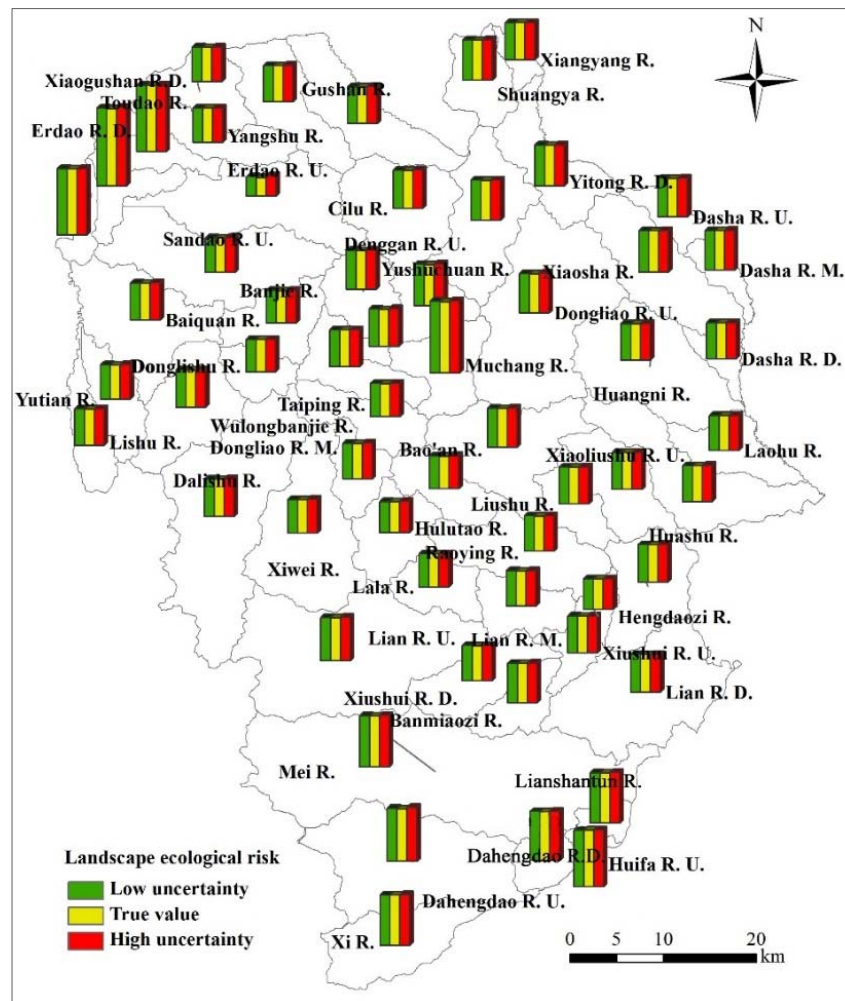 N
Xiangyang R.
Xiaogushan R.D.
Gushan R.
Shuangya R.
Toudao R.
Erdao R. D.
Yangshu R.
Erdao R. U.
Yitong R. D.
Cilu R.
Dasha R. U.
Sandao R. U.
Denggan R. U.
Yushuchuan R.
Xiaosha R.
Dasha R. M.
Banjie R.
Baiquan R.
Dongliao R. U.
Donglishu R.
Muchang R.
Dasha R. D.
Huangni R.
Yutian R.
Taiping R.
Wulongbanjie R.
Lishu R.
Dongliao R. M.
Bao'an R.
Xiaoliushu R. U.
Laohu R.
Dalishu R.
Liushu R.
Hulutao R.
Huashu R.
Raoying R.
Xiwei R.
Lala R.
Hengdaozi R.
Lian R. U.
Lian R. M.
Xiushui R. U.
Lian R. D.
Xiushui R. D.
Banmiaozi R.
Mei R.
Lianshantun R.
Landscape ecological risk
Dahengdao R.D.
Huifa R. U.
Low uncertainty
True value
Dahengdao R. U.
High uncertainty
Xi R.
0 5 10 20
km